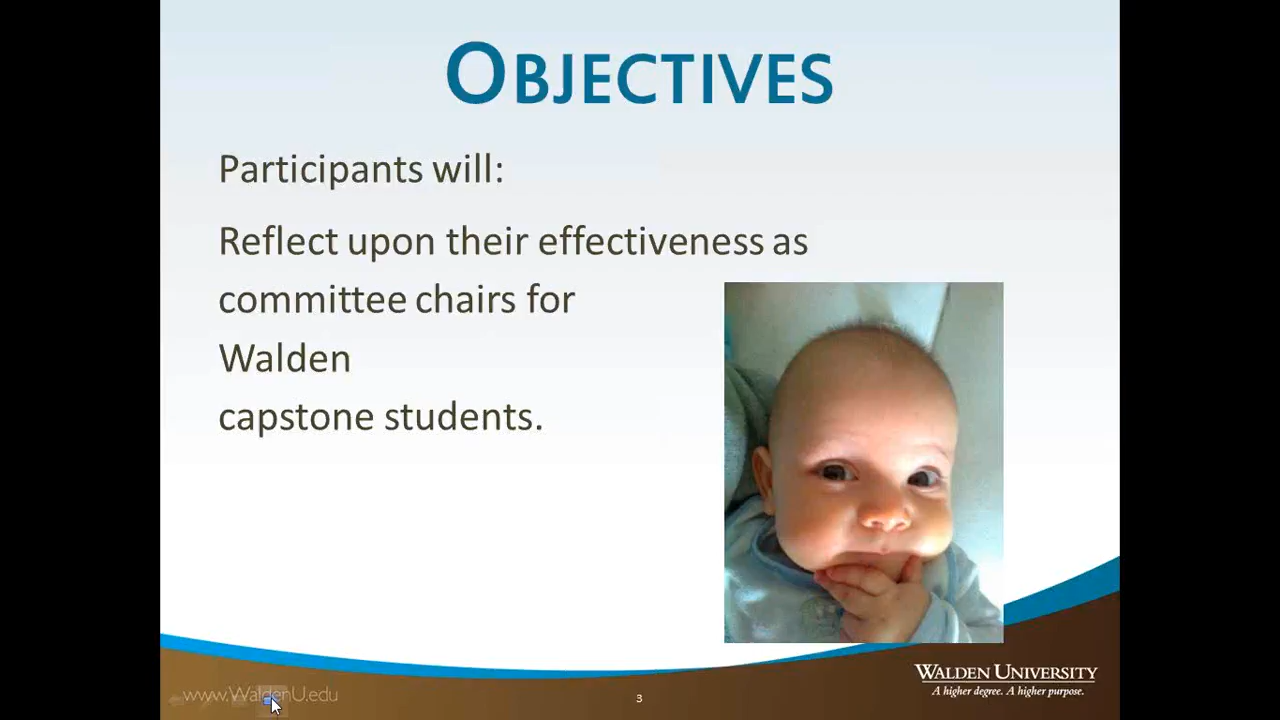 OBJECTIVES
Participants will:
Reflect upon their effectiveness as
committee chairs for
Walden
capstone students.
WALDEN UNIVERSITY
A higher degree. A higher purpose.
www.WaldenU.edu
3